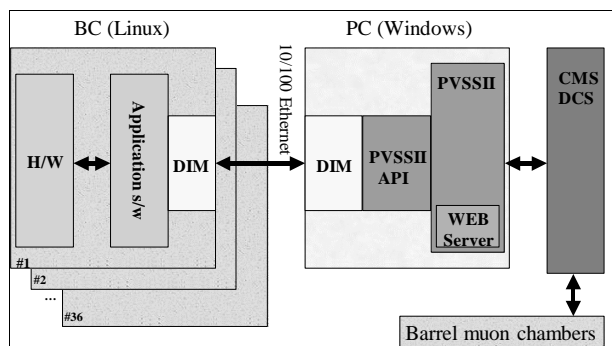 BC (Linux)
PC (Windows)
10/100 Ethernet
H/W
Application s/w
DIM
DIM
PVSSII
API
PVSSII
WEB
Server
CMS
DCS
#1
#2
...
#36
Barrel muon chambers